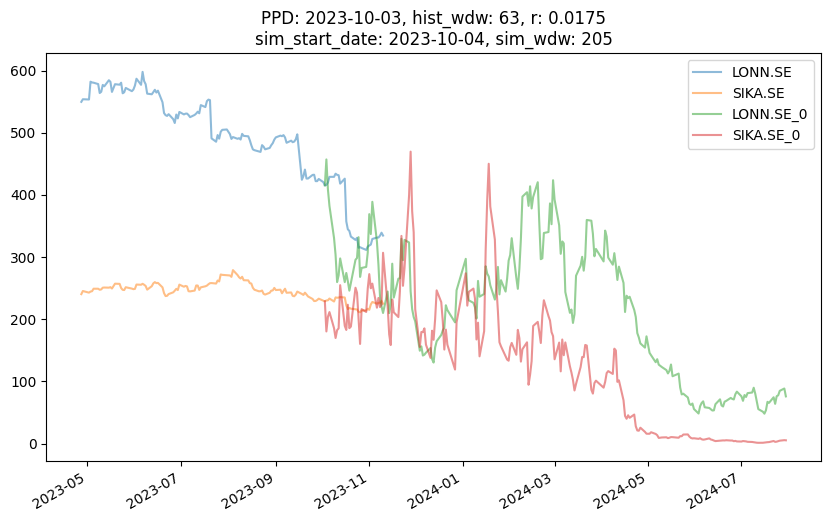 PPD: 2023-10-03, hist_wdw: 63, r: 0.0175
sim_start_date: 2023-10-04, sim_wdw: 205
LONN.SE
SIKA.SE
LONN.SE_0
SIKA.SE_0
600
500
400
300
200
100
0
2023-05
2023-07
2023-09
2023-11
2024-01
2024-03
2024-05
2024-07